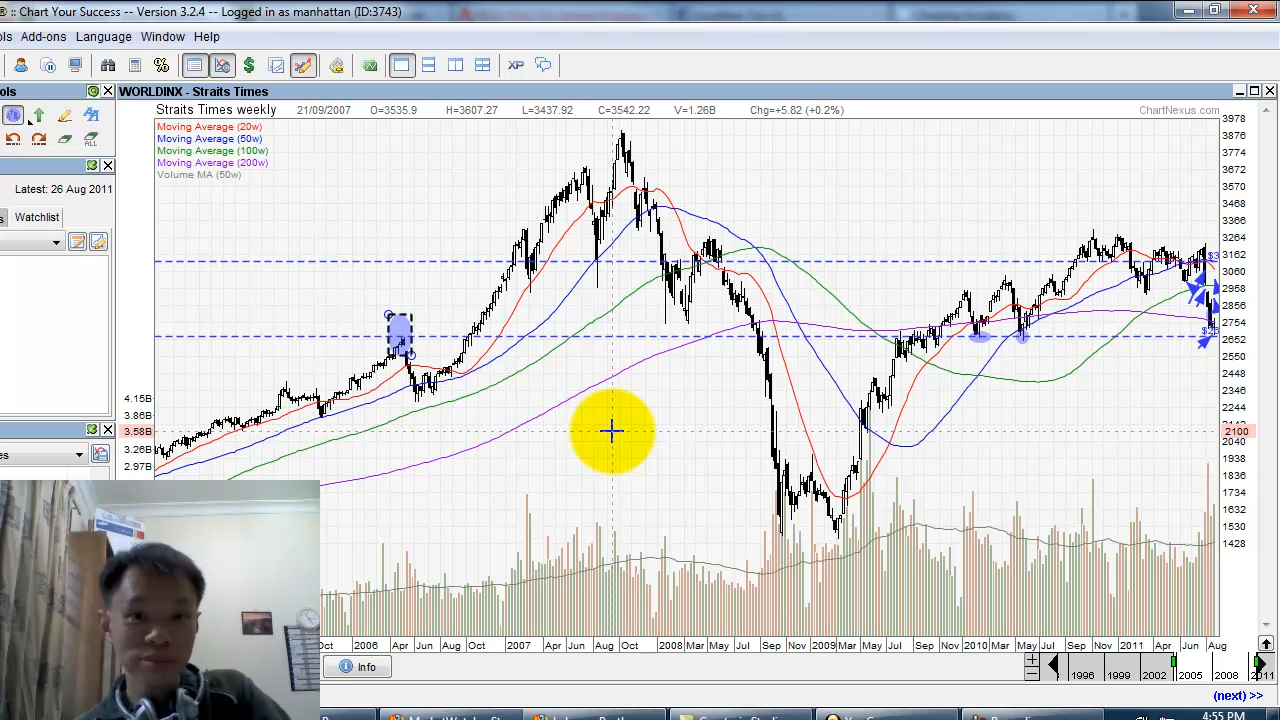 ® :: Chart Your Success -- Version 3.2.4 -- Logged in as manhattan (ID:3743)
Add-ons Language Window Help
XP
WORLDINX - Straits Times
Straits Times weekly 21/09/2007 O=3535.9 H=3607.27 L=3437.92 C=3542.22 V=1.26B Chg=+5.82 (+0.2%) ChartNexus.com
Moving Average (20w)
Moving Average (50w)
Moving Average (100w)
Moving Average (200w)
Volume MA (50w)
ALL
Latest: 26 Aug 2011
Watchlist
3978
3876
3774
3672
3570
3468
3366
3264
3162
3060
2958
2856
2754
2652
2550
2448
2346
2244
2100
2040
1938
1836
1734
1632
1530
1428
4.15B
3.86B
3.58B
3.26B
2.97B
Oct 2006 Apr Jun Aug Oct 2007 Apr Jun Aug Oct 2008 Mar May Jul Sep 2009 Mar May Jul Sep Nov 2010 Mar May Jul Sep Nov 2011 Apr Jun Aug
Info
1996 1999 2002 2005 2008 2011
(next) >>
4:55 PM